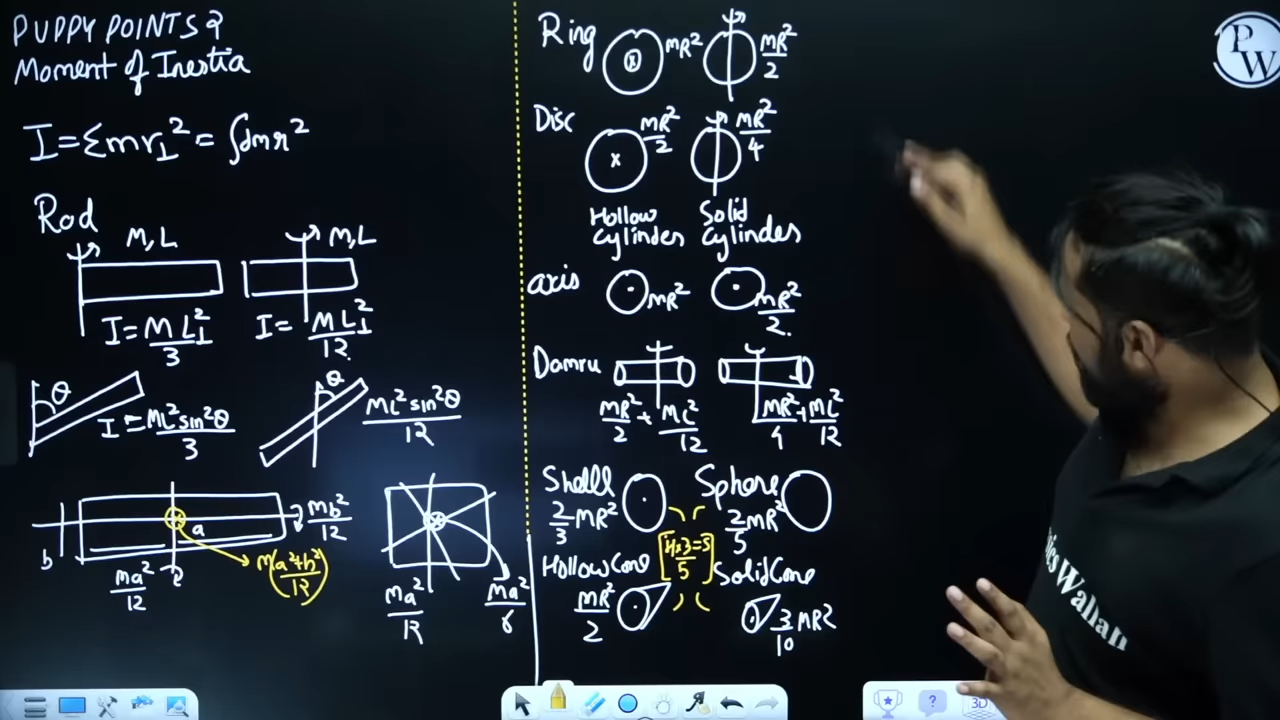 PUPPY POINTS ?
Moment of Inertia
I = Σmr⊥² = ∫dmr²
Rod
M, L
I = ML⊥²/3
M, L
I = ML⊥²/12
θ
I = ML²sin²θ/3
θ
ML²sin²θ/12
b
a
Mb²/12
ma²/12
M(a²+b²/12)
ma²/12
ma²/6
Ring
MR²
MR²/2
Disc
MR²/2
MR²/4
Hollow Cylinder
Solid Cylinder
axis
MR²
MR²/2
Damru
MR²/2 + ML²/12
MR²/4 + ML²/12
Shell
2/3 MR²
Sphere
2/5 MR²
Hollow Cone
MR²/2
Solid Cone
3/10 MR²
PW
ics Wallah
3D